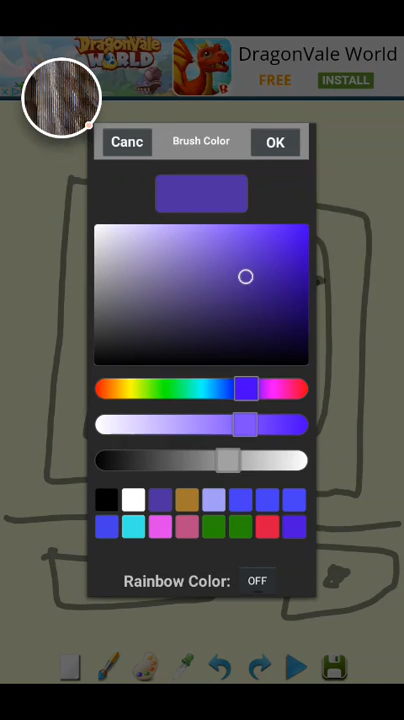 DRAGONVALE
WORLD
DragonVale World
FREE
INSTALL
Canc
Brush Color
OK
Rainbow Color:
OFF